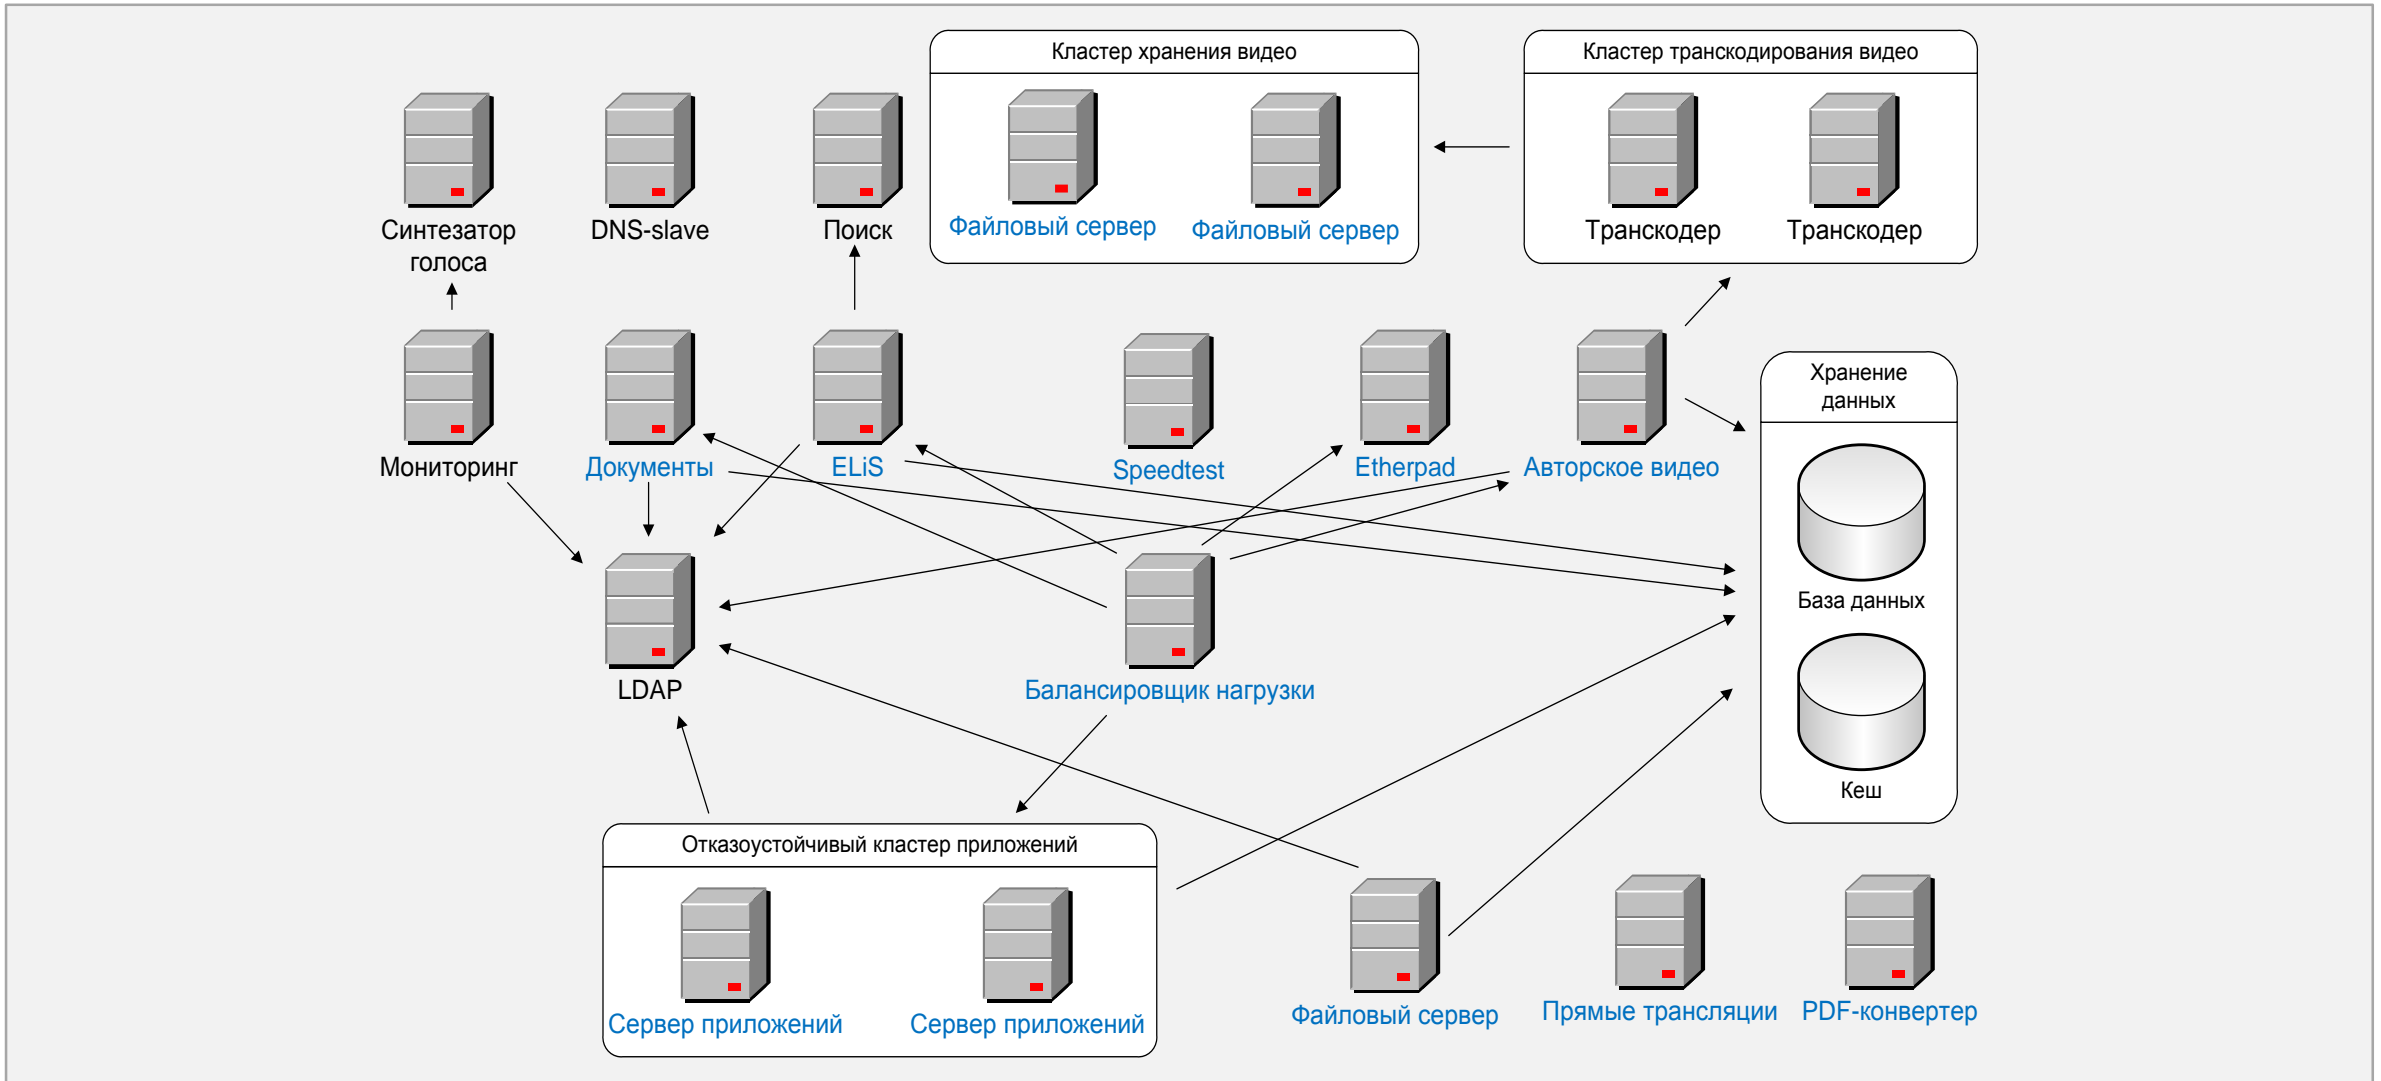 Кластер хранения видео
Кластер транскодирования видео
Синтезатор
голоса
DNS-slave
Поиск
Файловый сервер
Файловый сервер
Транскодер
Транскодер
Хранение
данных
Мониторинг
Документы
ELiS
Speedtest
Etherpad
Авторское видео
База данных
LDAP
Балансировщик нагрузки
Кеш
Отказоустойчивый кластер приложений
Сервер приложений
Сервер приложений
Файловый сервер
Прямые трансляции
PDF-конвертер